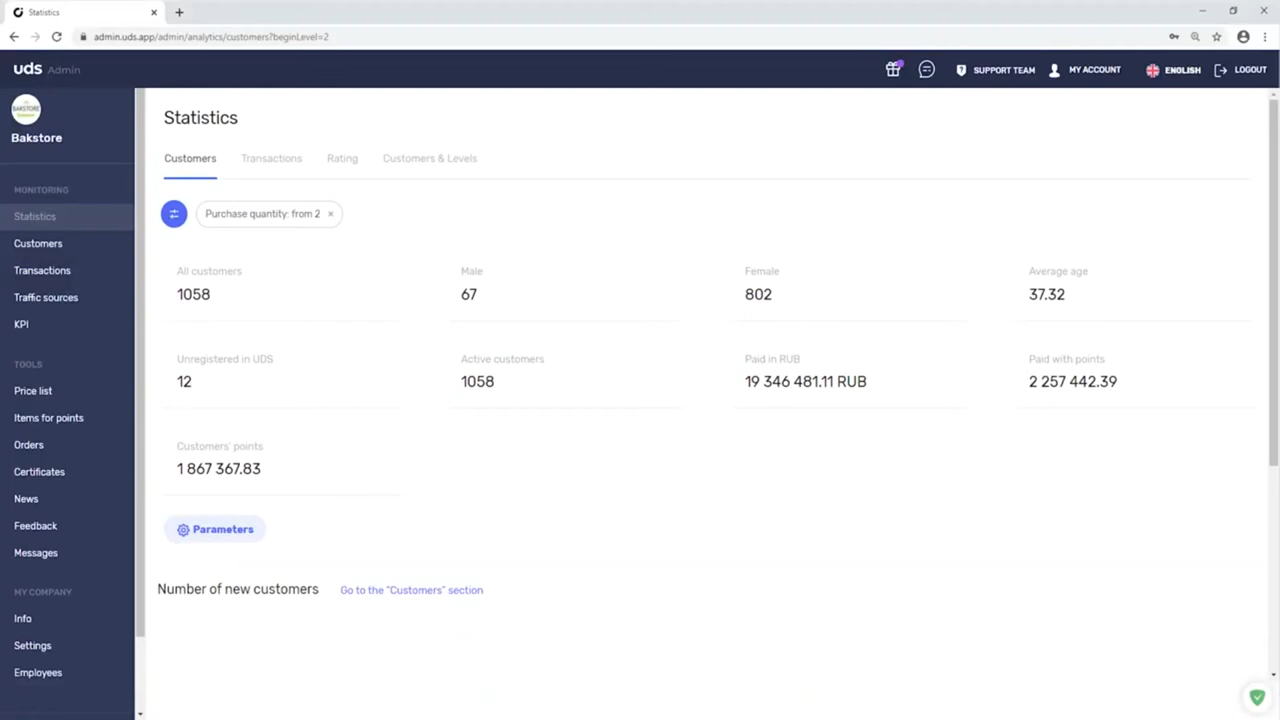 Statistics
admin.uds.app/admin/analytics/customers?beginLevel=2
uds Admin
SUPPORT TEAM
MY ACCOUNT
ENGLISH
LOGOUT
BAKSTORE
Bakstore
MONITORING
Statistics
Customers
Transactions
Traffic sources
KPI
TOOLS
Price list
Items for points
Orders
Certificates
News
Feedback
Messages
MY COMPANY
Info
Settings
Employees
Statistics
Customers Transactions Rating Customers & Levels
Purchase quantity: from 2 ×
All customers Male Female Average age
1058 67 802 37.32
Unregistered in UDS Active customers Paid in RUB Paid with points
12 1058 19 346 481.11 RUB 2 257 442.39
Customers' points
1 867 367.83
Parameters
Number of new customers Go to the "Customers" section